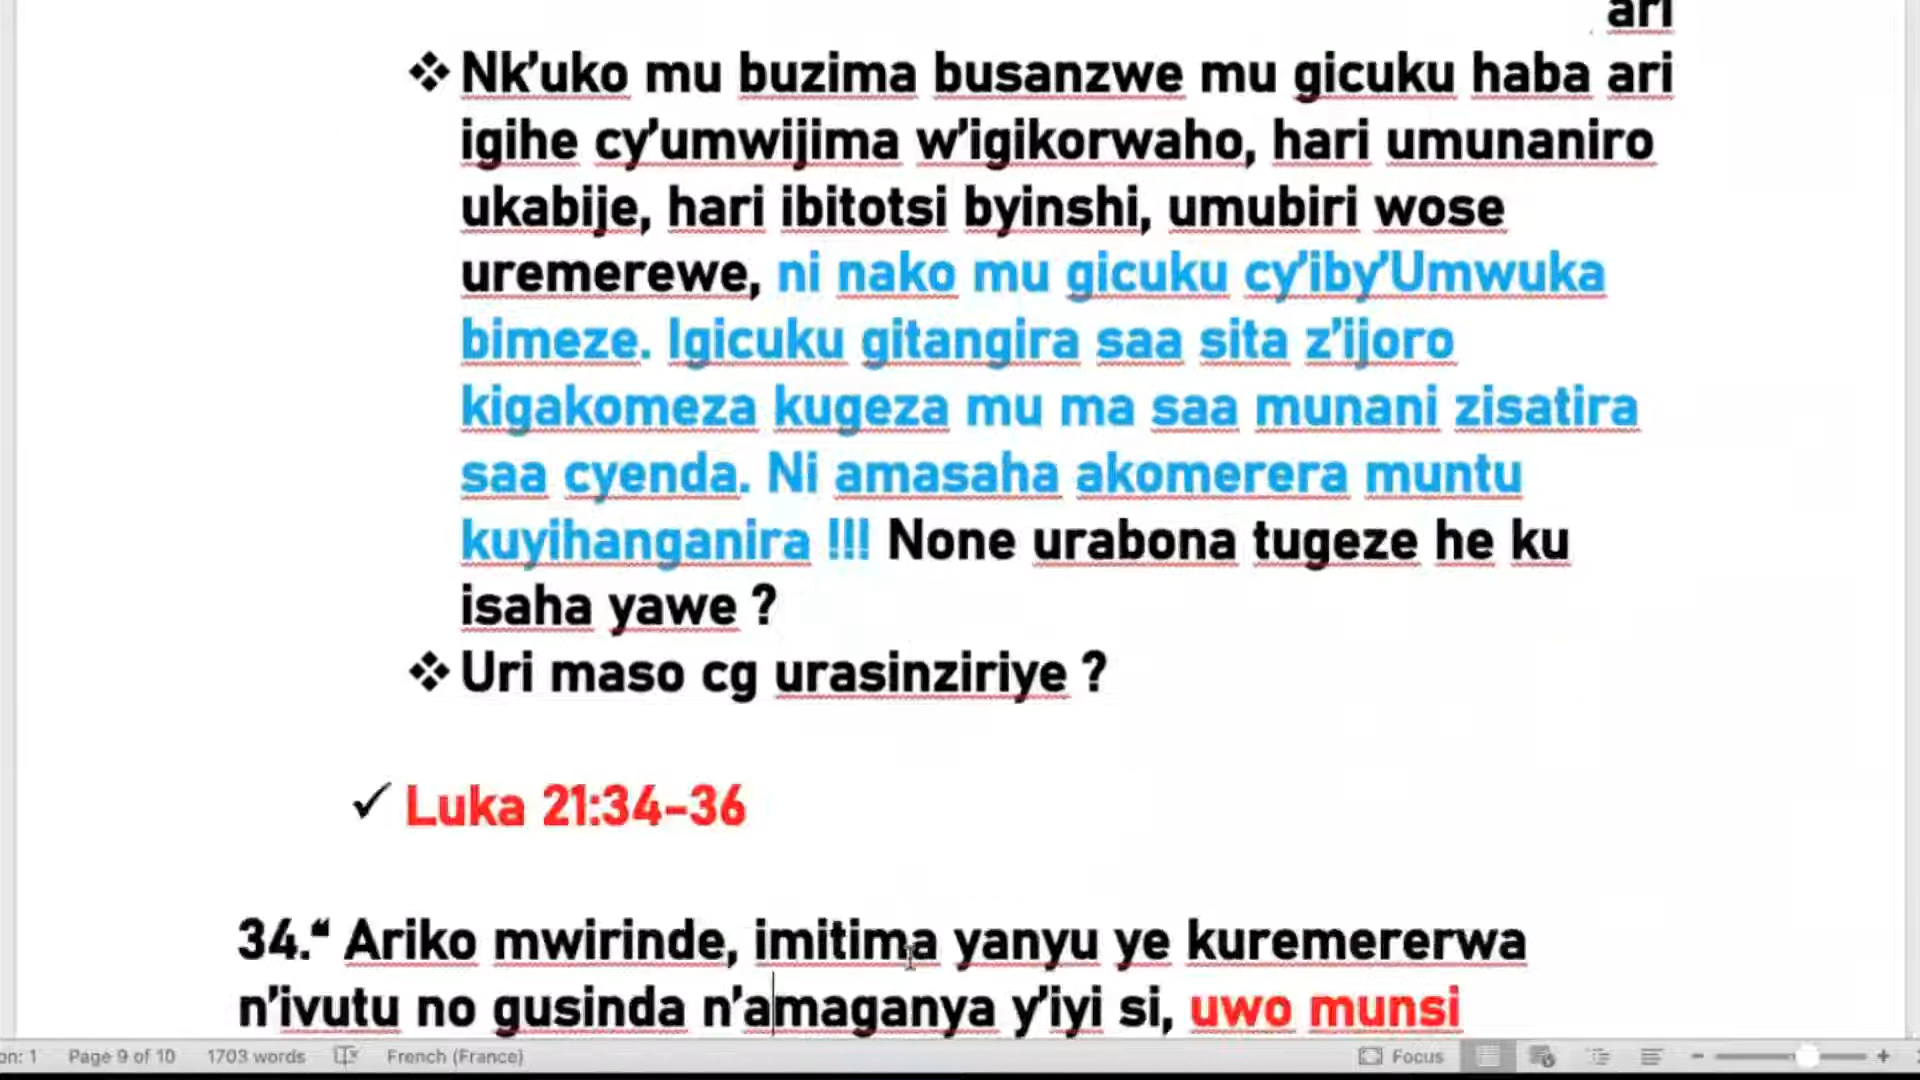 ari
❖ Nk’uko mu buzima busanzwe mu gicuku haba ari
igihe cy’umwijima w’igikorwaho, hari umunaniro
ukabije, hari ibitotsi byinshi, umubiri wose
uremerewe, ni nako mu gicuku cy’iby’Umwuka
bimeze. Igicuku gitangira saa sita z’ijoro
kigakomeza kugeza mu ma saa munani zisatira
saa cyenda. Ni amasaha akomerera muntu
kuyihanganira !!! None urabona tugeze he ku
isaha yawe ?
❖ Uri maso cg urasinziriye ?
✓ Luka 21:34-36
34.“ Ariko mwirinde, imitima yanyu ye kuremererwa
n’ivutu no gusinda n’amaganya y’iyi si, uwo munsi
on: 1 Page 9 of 10 1703 words French (France) Focus